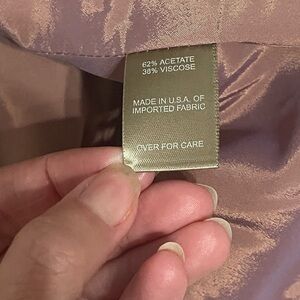 62% ACETATE
38% VISCOSE
MADE IN U.S.A. OF
IMPORTED FABRIC
OVER FOR CARE